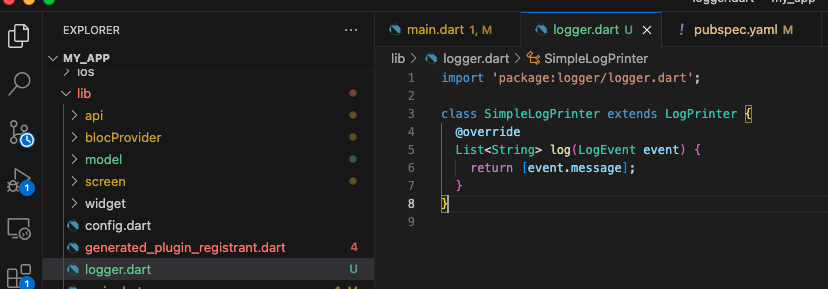 logger.dart — my_app
EXPLORER
MY_APP
ios
lib
api
blocProvider
model
screen
widget
config.dart
generated_plugin_registrant.dart 4
logger.dart U
1
1
main.dart 1, M
logger.dart U
pubspec.yaml M
lib > logger.dart > SimpleLogPrinter
1 import 'package:logger/logger.dart';
2
3 class SimpleLogPrinter extends LogPrinter {
4 @override
5 List<String> log(LogEvent event) {
6 return [event.message];
7 }
8 }
9